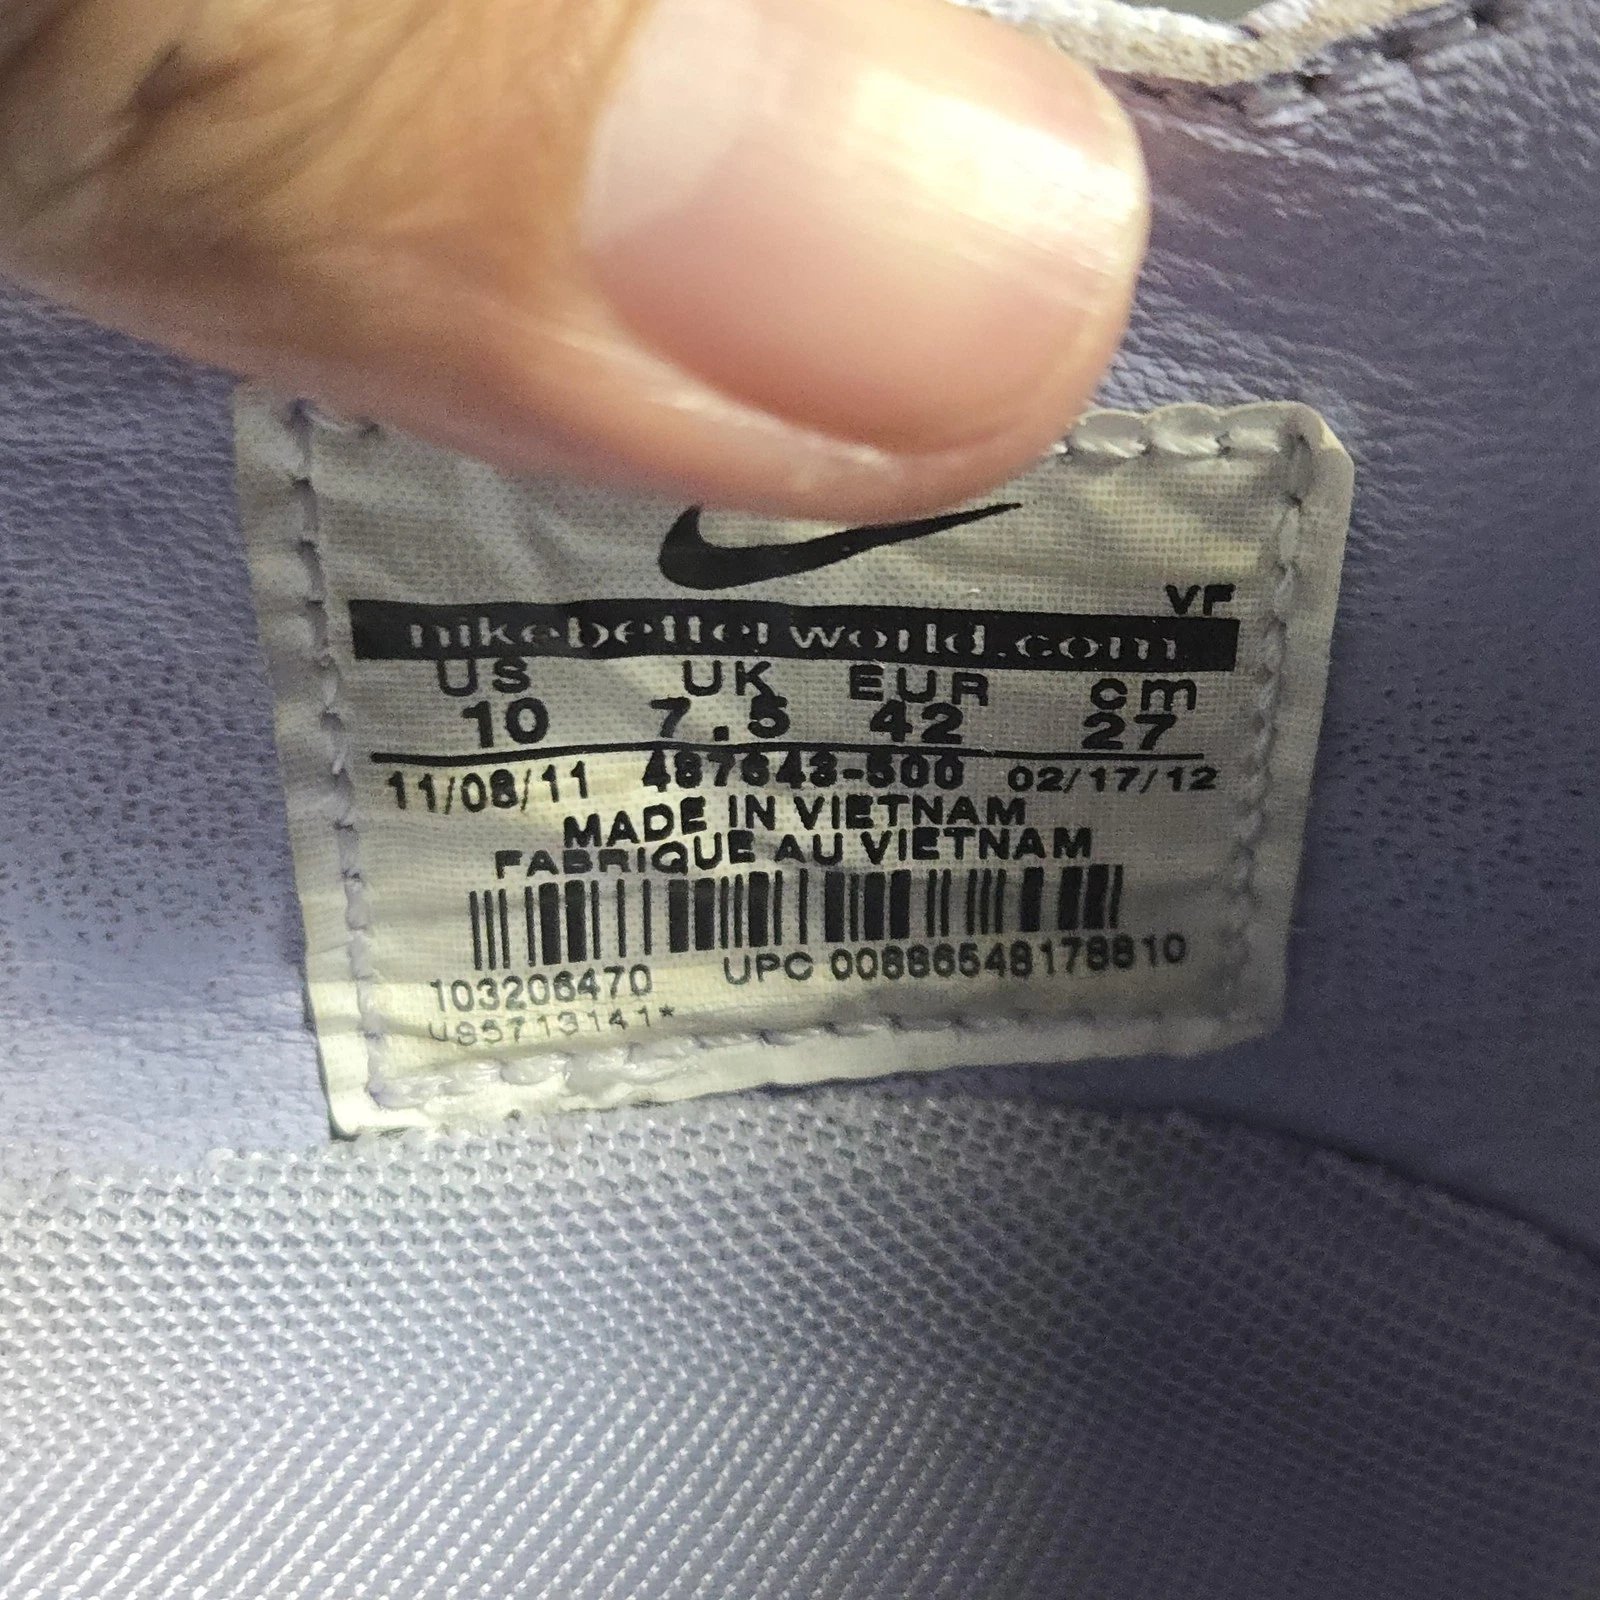 VF
nikebetterworld.com
US UK EUR cm
10 7.5 42 27
11/08/11 487643-500 02/17/12
MADE IN VIETNAM
FABRIQUE AU VIETNAM
103206470 UPC 00886548178810
US5713141*